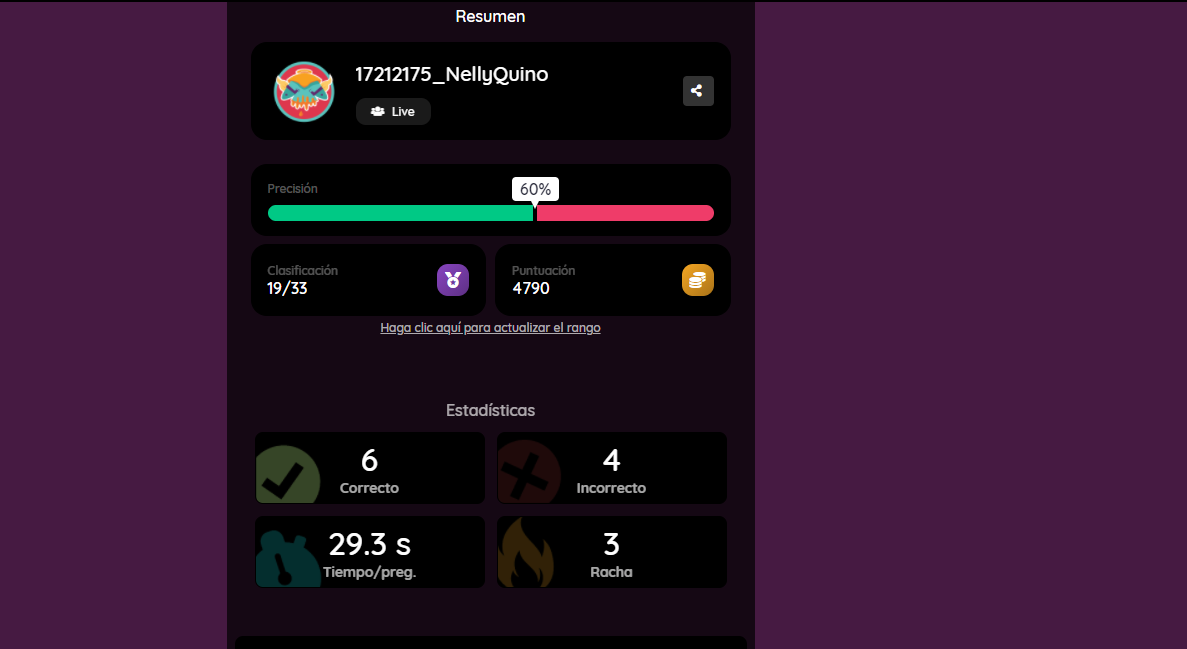 Resumen
17212175_NellyQuino
Live
Precisión
60%
Clasificación
19/33
Puntuación
4790
Haga clic aquí para actualizar el rango
Estadísticas
6
Correcto
4
Incorrecto
29.3 s
Tiempo/preg.
3
Racha